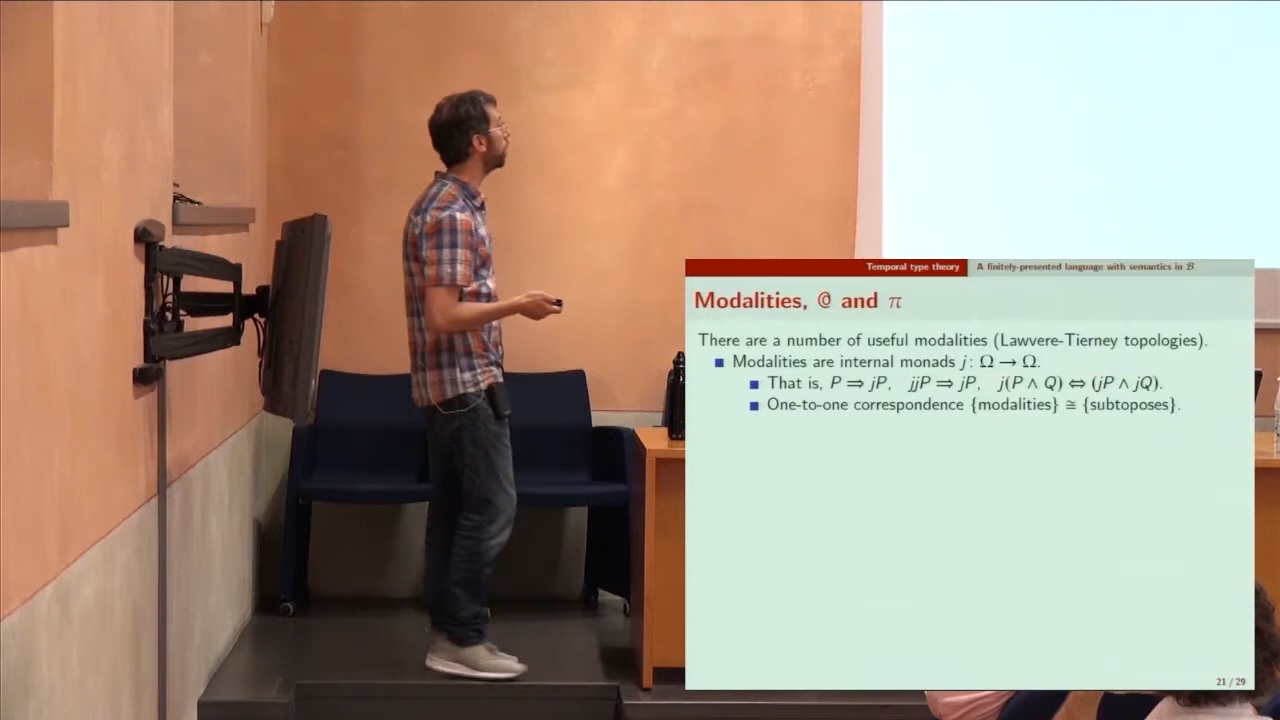 Temporal type theory A finitely-presented language with semantics in ℬ
Modalities, @ and π
There are a number of useful modalities (Lawvere-Tierney topologies).
Modalities are internal monads j: Ω → Ω.
That is, P ⇒ jP, jjP ⇒ jP, j(P ∧ Q) ⇔ (jP ∧ jQ).
One-to-one correspondence {modalities} ≅ {subtoposes}.
21 / 29